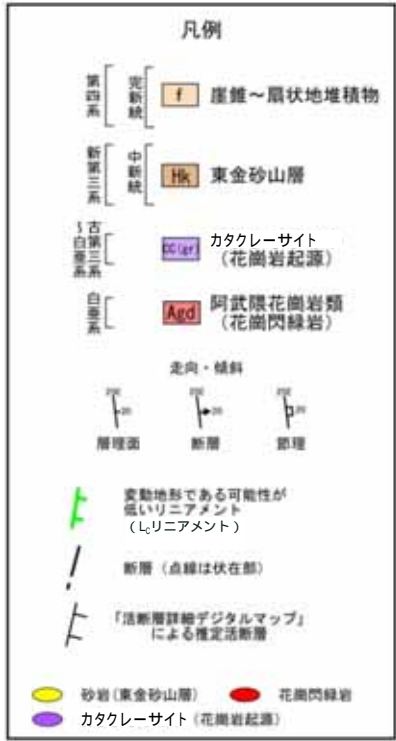 凡例
第四系
完新統
f
崖錐～扇状地堆積物
新第三系
中新統
Hk
東金砂山層
古第三系
～白亜系
CC(gr)
カタクレーサイト
(花崗岩起源)
白亜系
Agd
阿武隈花崗岩類
(花崗閃緑岩)
走向・傾斜
20
20
20
層理面
断層
節理
変動地形である可能性が
低いリニアメント
(LCリニアメント)
断層（点線は伏在部）
「活断層詳細デジタルマップ」
による推定活断層
砂岩(東金砂山層)
花崗閃緑岩
カタクレーサイト(花崗岩起源)